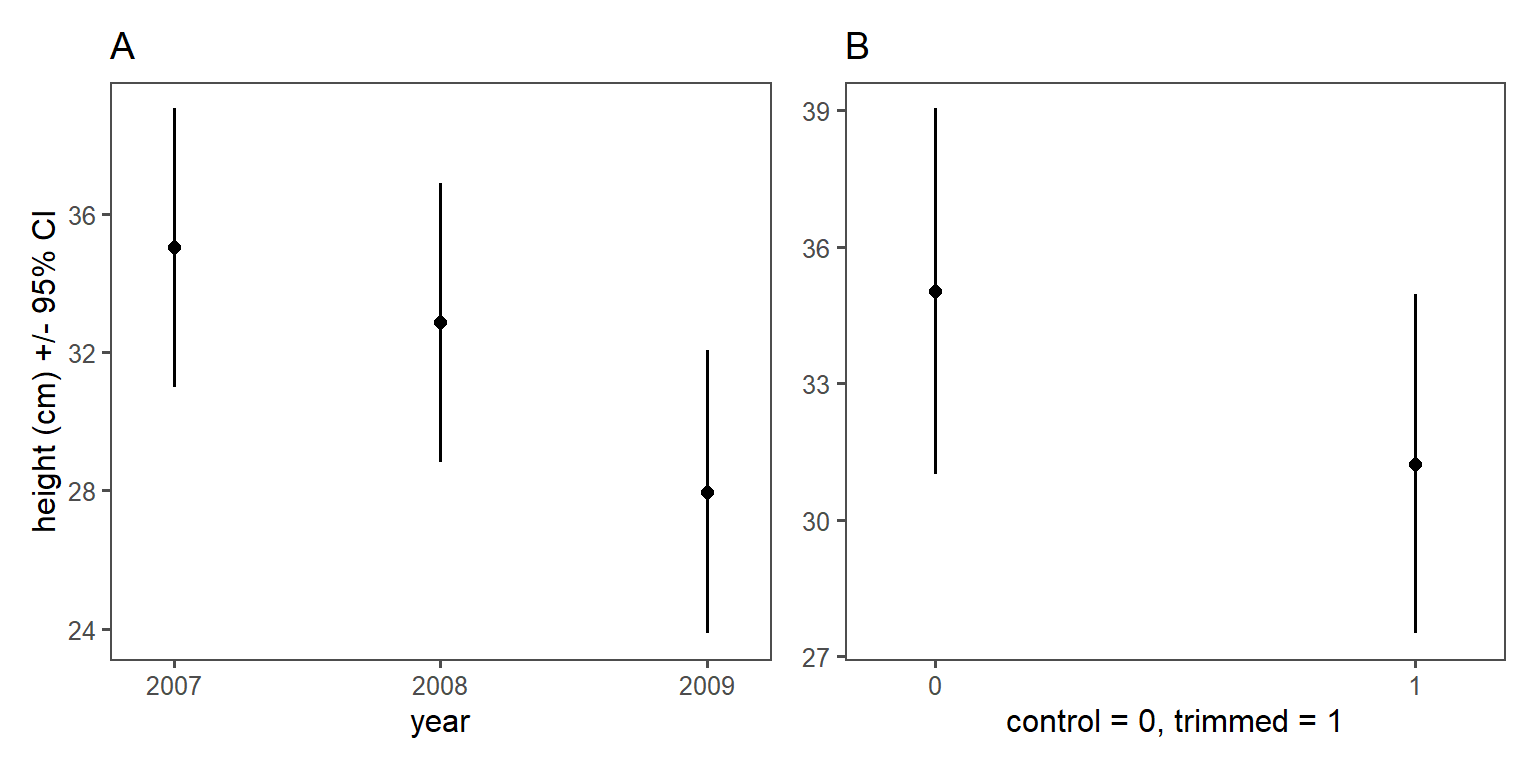 A
height (cm) +/- 95% CI
36
32
28
24
2007 2008 2009
year
B
39
36
33
30
27
0 1
control = 0, trimmed = 1